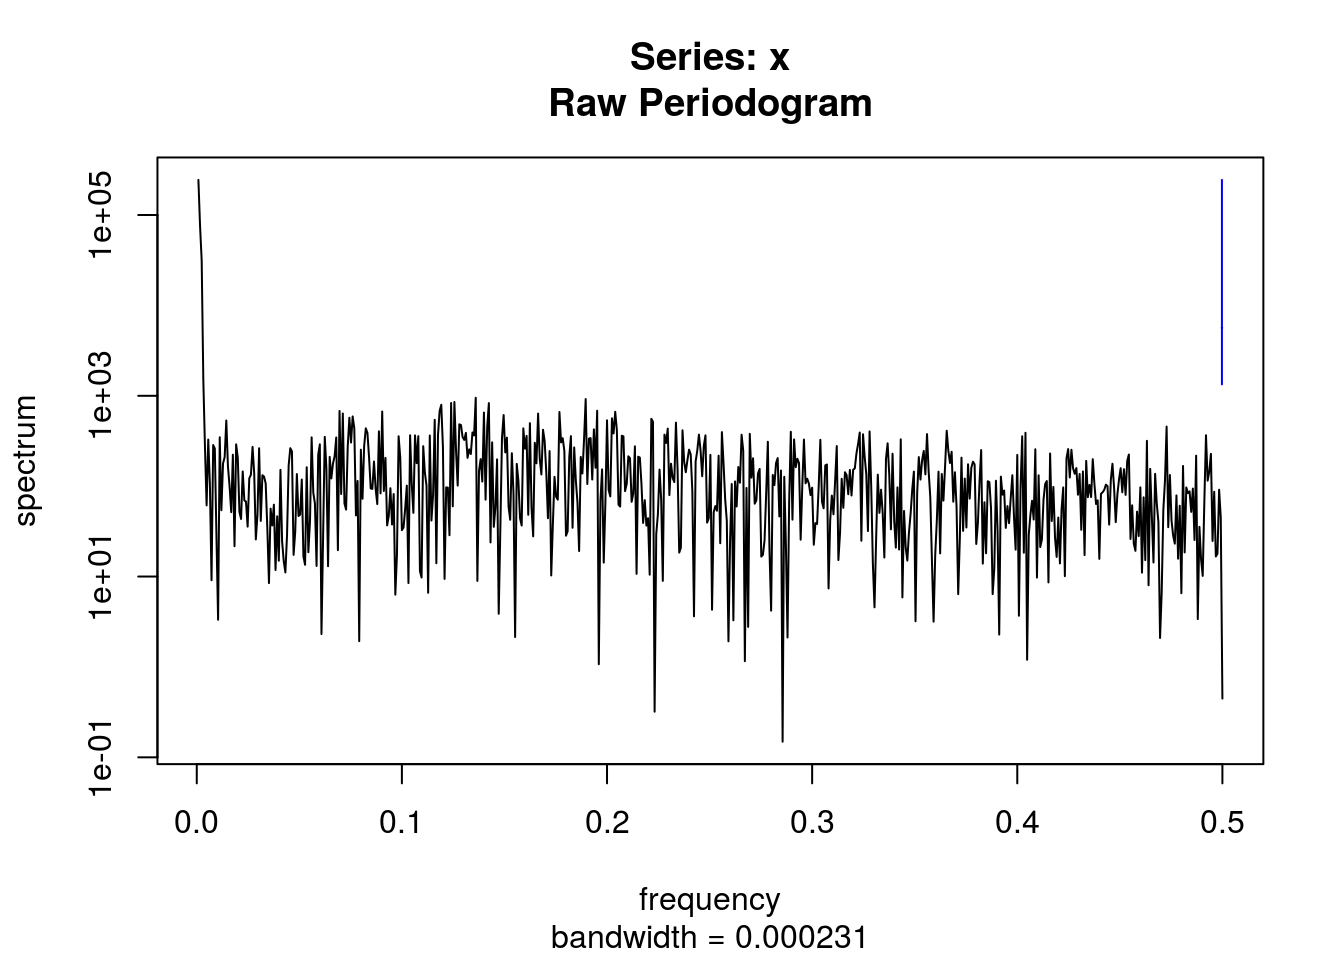 Series: x
Raw Periodogram
spectrum
1e+05
1e+03
1e+01
1e-01
0.0 0.1 0.2 0.3 0.4 0.5
frequency
bandwidth = 0.000231